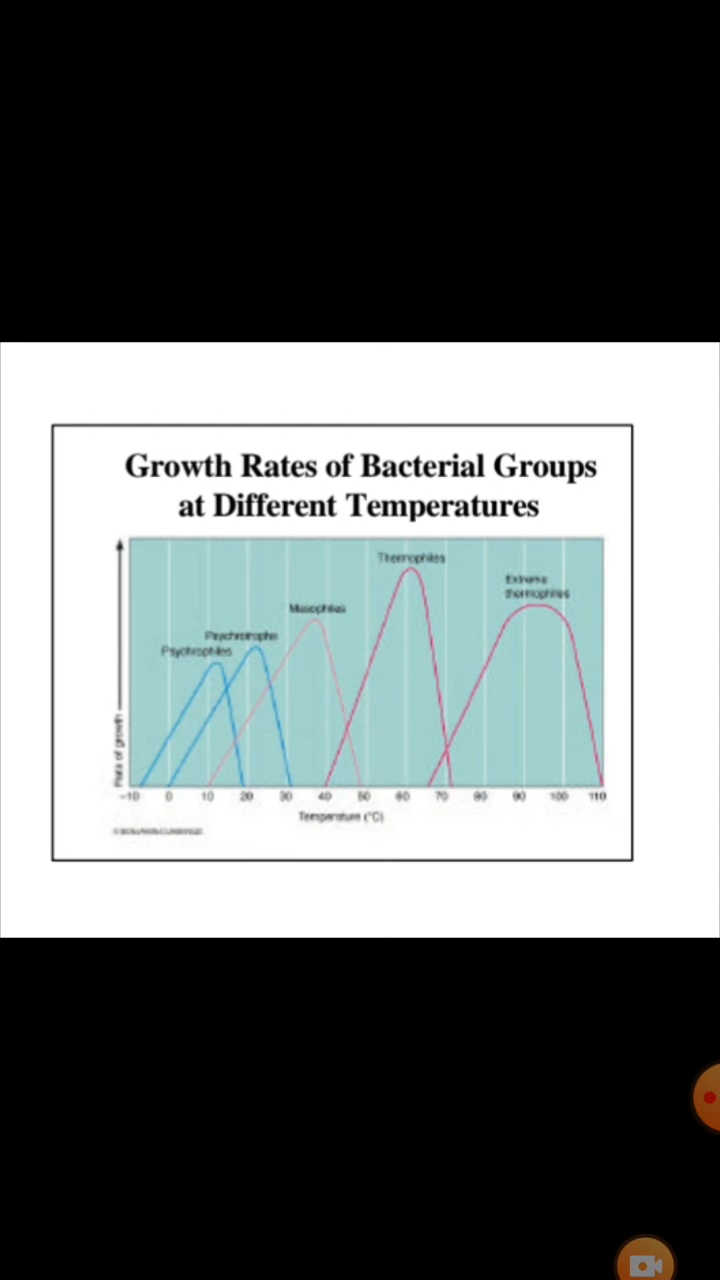 Growth Rates of Bacterial Groups
at Different Temperatures
Thermophiles
Extreme
thermophiles
Mesophiles
Psychrotrophs
Psychrophiles
Rate of growth
-10 0 10 20 30 40 50 60 70 80 90 100 110
Temperature (°C)